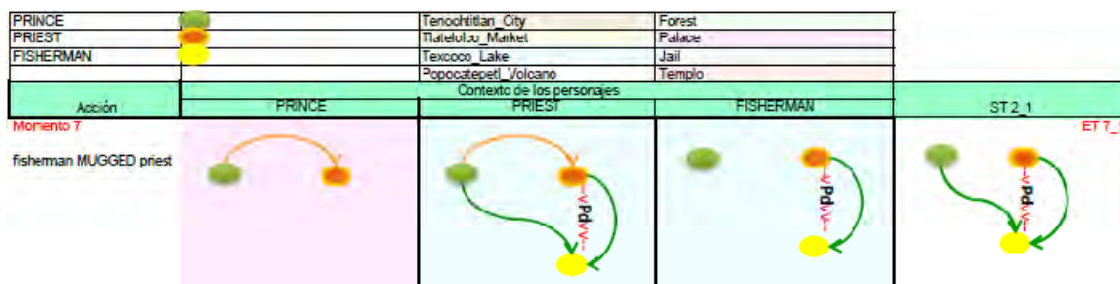 PRINCE Tenochtitlan_City Forest
PRIEST Tlatelolco_Market Palace
FISHERMAN Texcoco_Lake Jail
Popocatepetl_Volcano Templo
Contexto de los personajes
Acción PRINCE PRIEST FISHERMAN ST 2_1
Momento 7 ET 7_
fisherman MUGGED priest
Pd
Pd
Pd